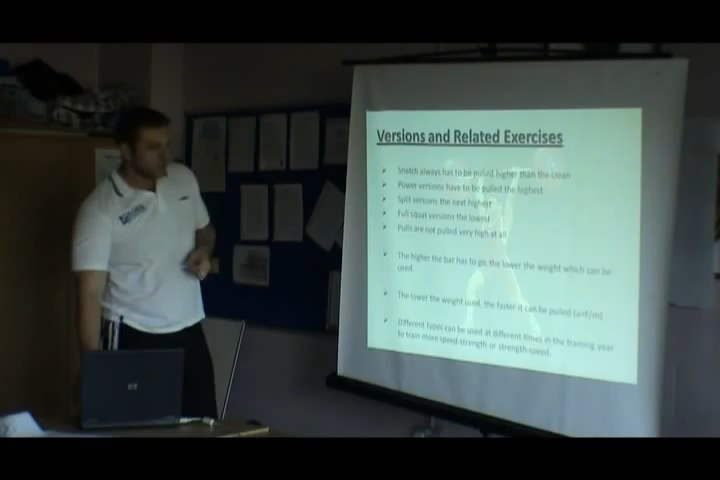 Versions and Related Exercises
Snatch always has to be pulled higher than the clean
Power versions have to be pulled the highest
Split versions the next highest
Full squat versions the lowest
Pulls are not pulled very high at all
The higher the bar has to go, the lower the weight which can be
used.
The lower the weight used, the faster it can be pulled (a=f/m)
Different types can be used at different times in the training year
to train more speed-strength or strength-speed.
hp